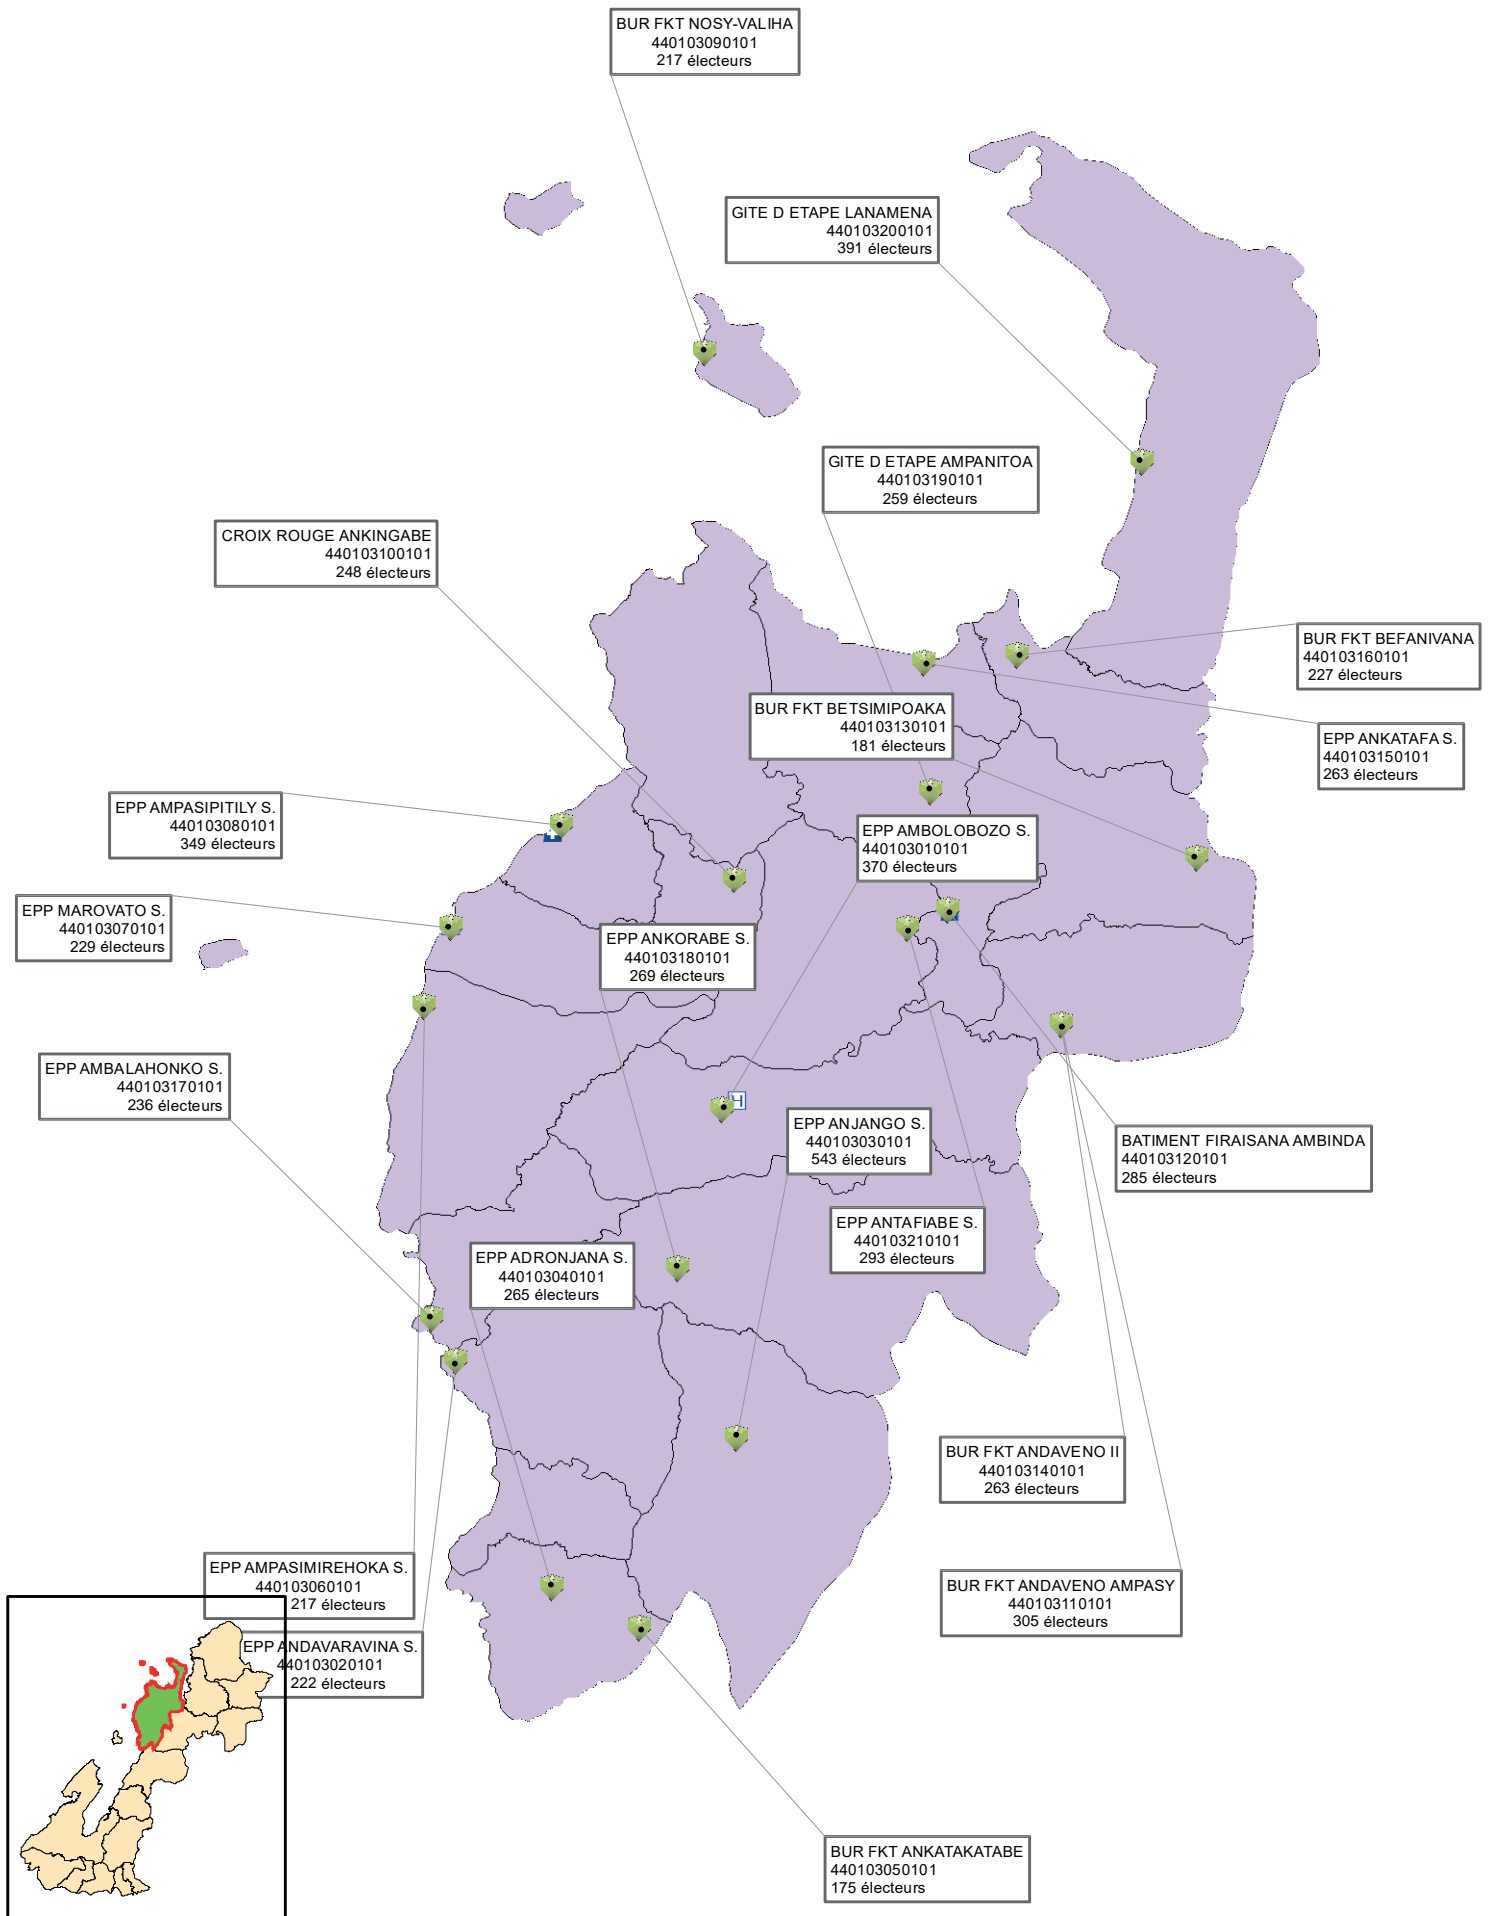 BUR FKT NOSY-VALIHA
440103090101
217 électeurs
GITE D ETAPE LANAMENA
440103200101
391 électeurs
GITE D ETAPE AMPANITOA
440103190101
259 électeurs
CROIX ROUGE ANKINGABE
440103100101
248 électeurs
BUR FKT BEFANIVANA
440103160101
227 électeurs
BUR FKT BETSIMIPOAKA
440103130101
181 électeurs
EPP ANKATAFA S.
440103150101
263 électeurs
EPP AMPASIPITILY S.
440103080101
349 électeurs
EPP AMBOLOBOZO S.
440103010101
370 électeurs
EPP MAROVATO S.
440103070101
229 électeurs
EPP ANKORABE S.
440103180101
269 électeurs
EPP AMBALAHONKO S.
440103170101
236 électeurs
H
EPP ANJANGO S.
440103030101
543 électeurs
BATIMENT FIRAISANA AMBINDA
440103120101
285 électeurs
EPP ANTAFIABE S.
440103210101
293 électeurs
EPP ADRONJANA S.
440103040101
265 électeurs
BUR FKT ANDAVENO II
440103140101
263 électeurs
EPP AMPASIMIREHOKA S.
440103060101
217 électeurs
BUR FKT ANDAVENO AMPASY
440103110101
305 électeurs
EPP ANDAVARAVINA S.
440103020101
222 électeurs
BUR FKT ANKATAKATABE
440103050101
175 électeurs